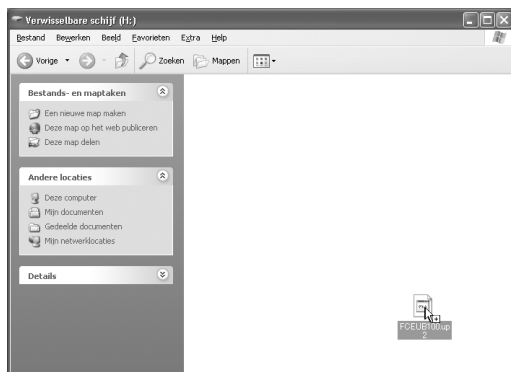 Verwisselbare schijf (H:)
Bestand Bewerken Beeld Favorieten Extra Help
Vorige Zoeken Mappen
Bestands- en maptaken
Een nieuwe map maken
Deze map op het web publiceren
Deze map delen
Andere locaties
Deze computer
Mijn documenten
Gedeelde documenten
Mijn netwerklocaties
Details
FCEUB100.up
2